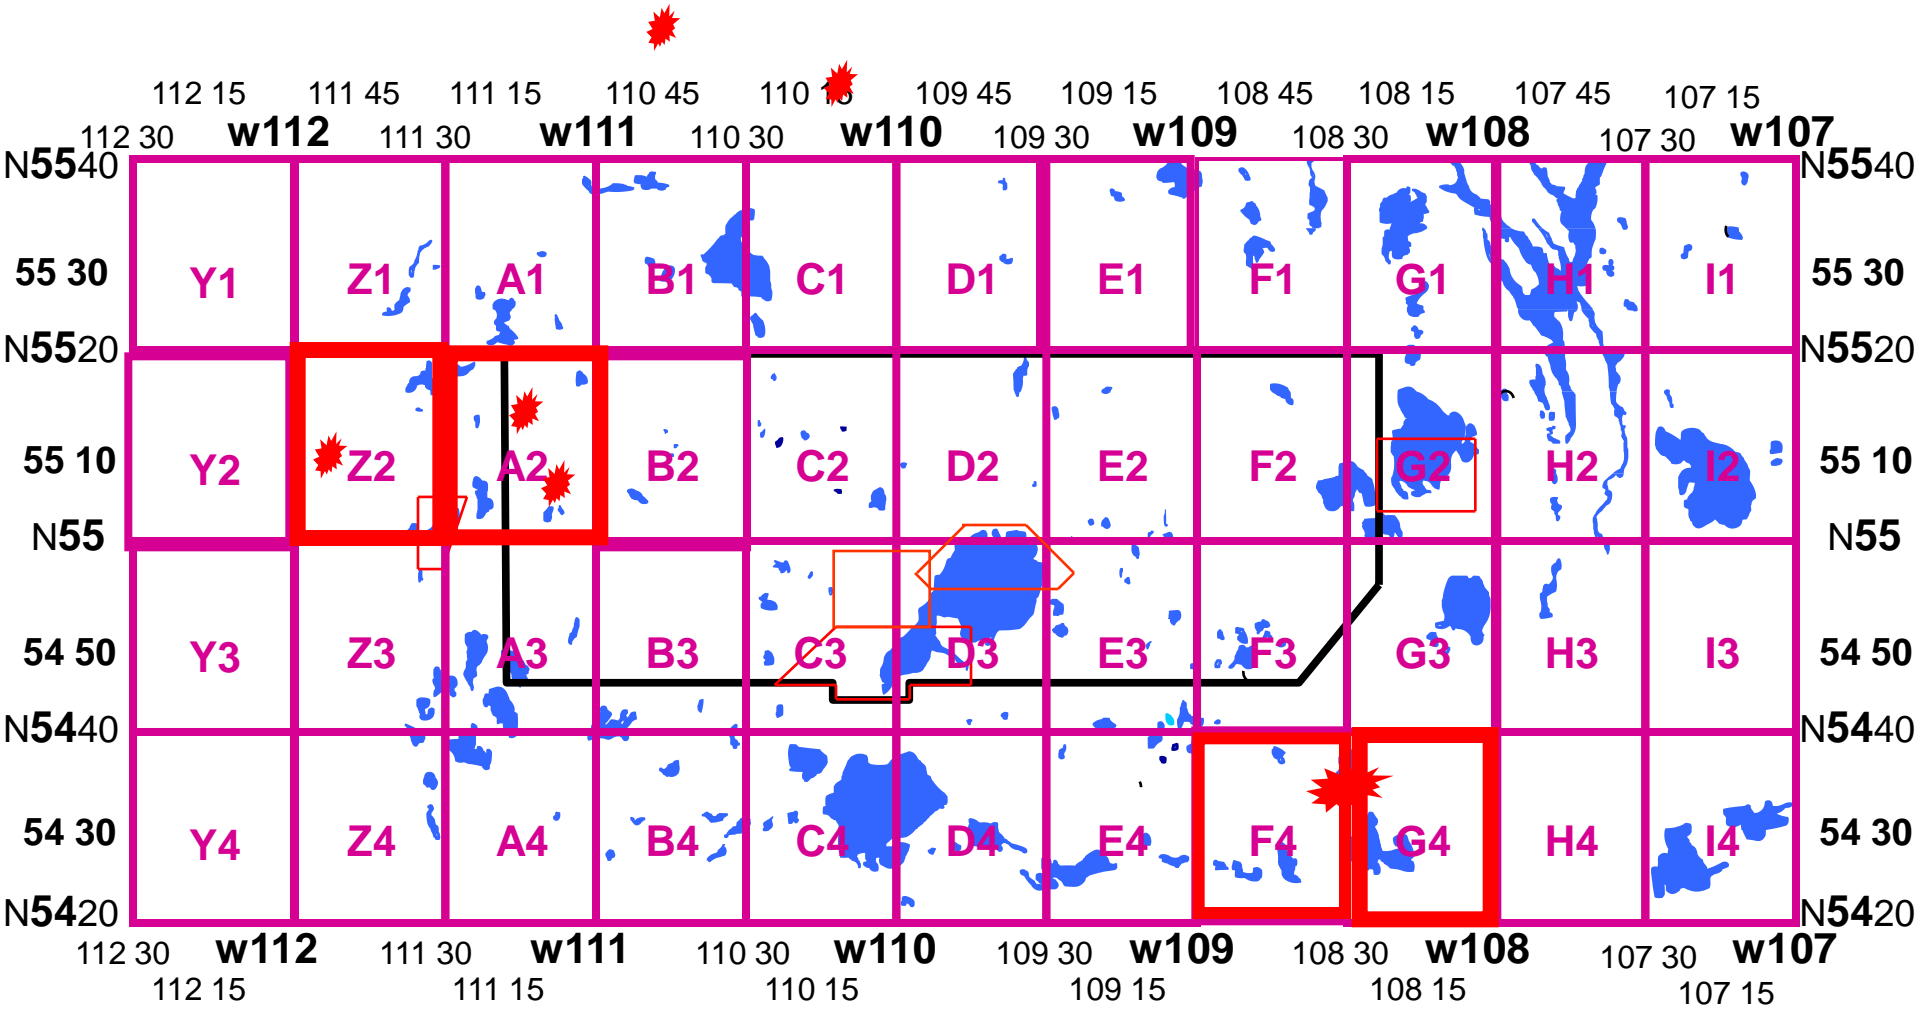 112 15 111 45 111 15 110 45 110 15 109 45 109 15 108 45 108 15 107 45 107 15
112 30 w112 111 30 w111 110 30 w110 109 30 w109 108 30 w108 107 30 w107
N5540 N5540
55 30 Y1 Z1 A1 B1 C1 D1 E1 F1 G1 H1 I1 55 30
N5520 N5520
55 10 Y2 Z2 A2 B2 C2 D2 E2 F2 G2 H2 I2 55 10
N55 N55
54 50 Y3 Z3 A3 B3 C3 D3 E3 F3 G3 H3 I3 54 50
N5440 N5440
54 30 Y4 Z4 A4 B4 C4 D4 E4 F4 G4 H4 I4 54 30
N5420 N5420
112 30 w112 111 30 w111 110 30 w110 109 30 w109 108 30 w108 107 30 w107
112 15 111 15 110 15 109 15 108 15 107 15